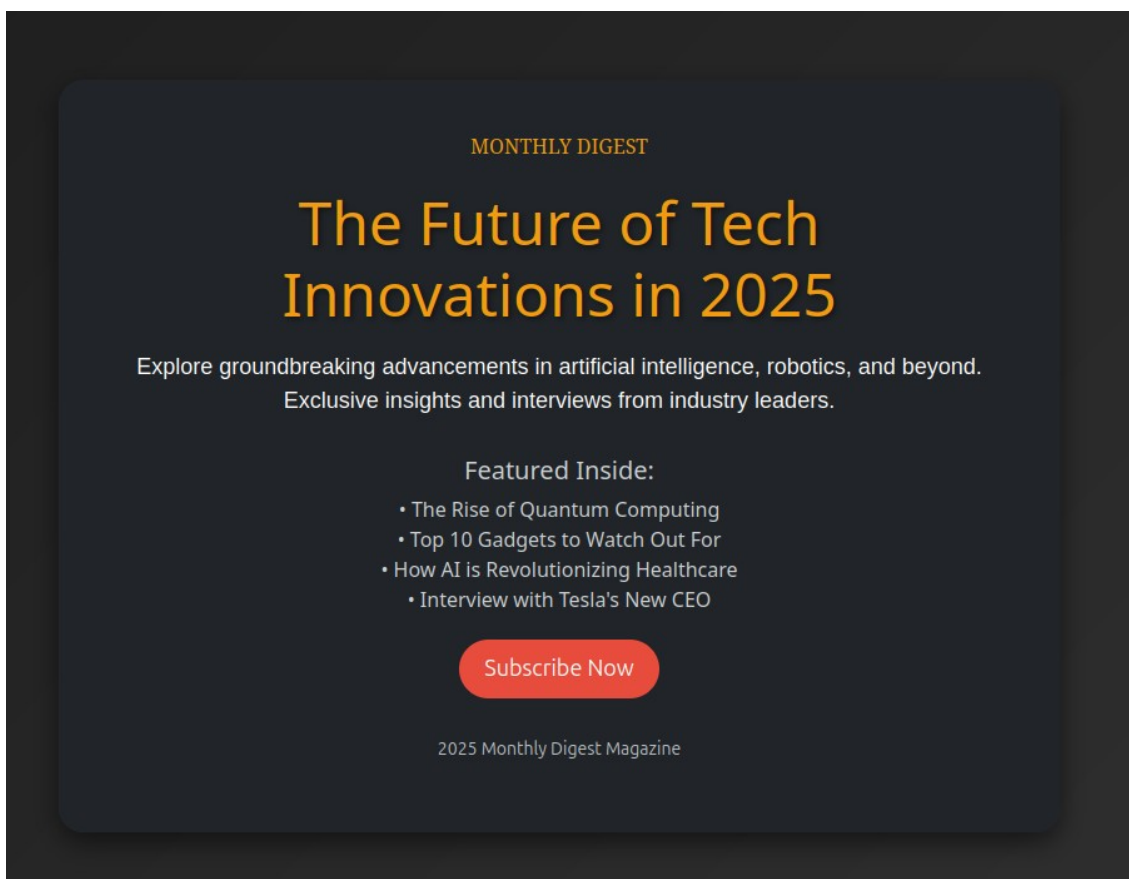 MONTHLY DIGEST
The Future of Tech
Innovations in 2025
Explore groundbreaking advancements in artificial intelligence, robotics, and beyond.
Exclusive insights and interviews from industry leaders.
Featured Inside:
• The Rise of Quantum Computing
• Top 10 Gadgets to Watch Out For
• How AI is Revolutionizing Healthcare
• Interview with Tesla's New CEO
Subscribe Now
2025 Monthly Digest Magazine